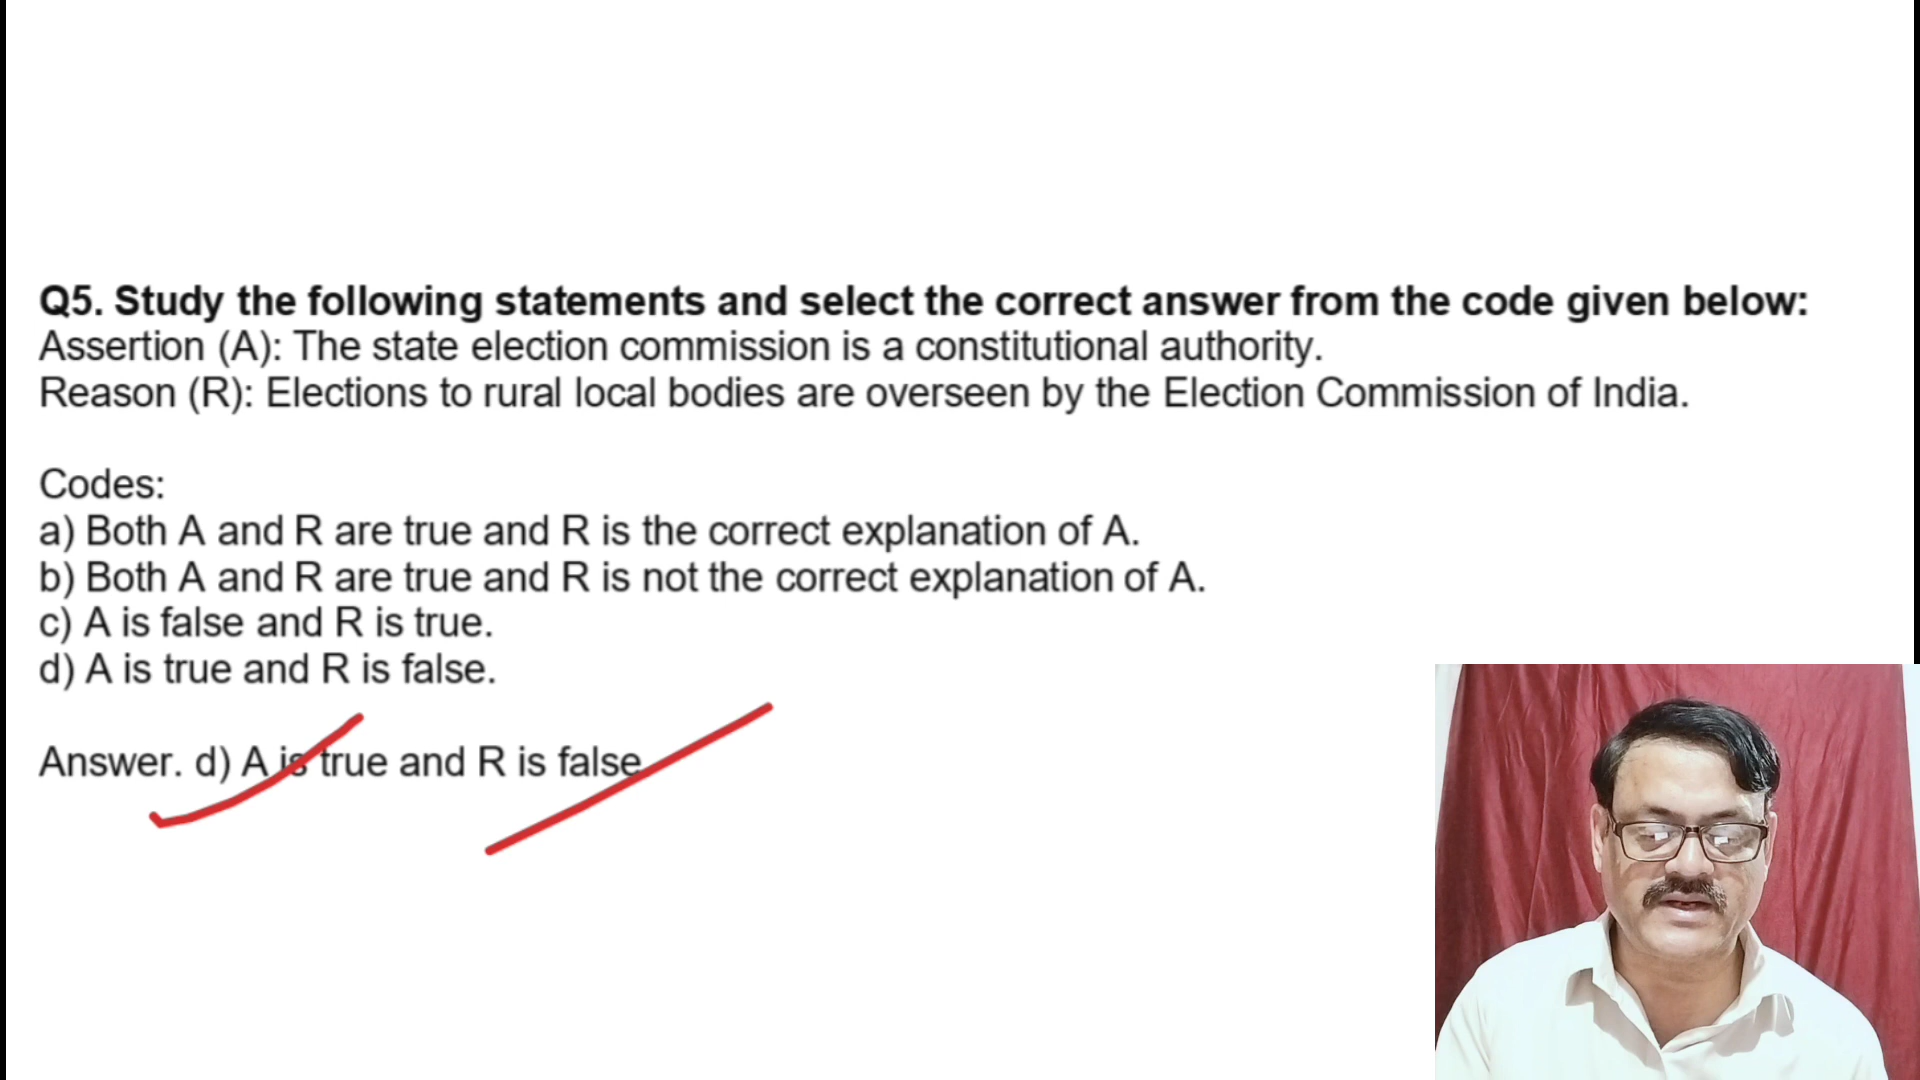 Q5. Study the following statements and select the correct answer from the code given below:
Assertion (A): The state election commission is a constitutional authority.
Reason (R): Elections to rural local bodies are overseen by the Election Commission of India.
Codes:
a) Both A and R are true and R is the correct explanation of A.
b) Both A and R are true and R is not the correct explanation of A.
c) A is false and R is true.
d) A is true and R is false.
Answer. d) A is true and R is false